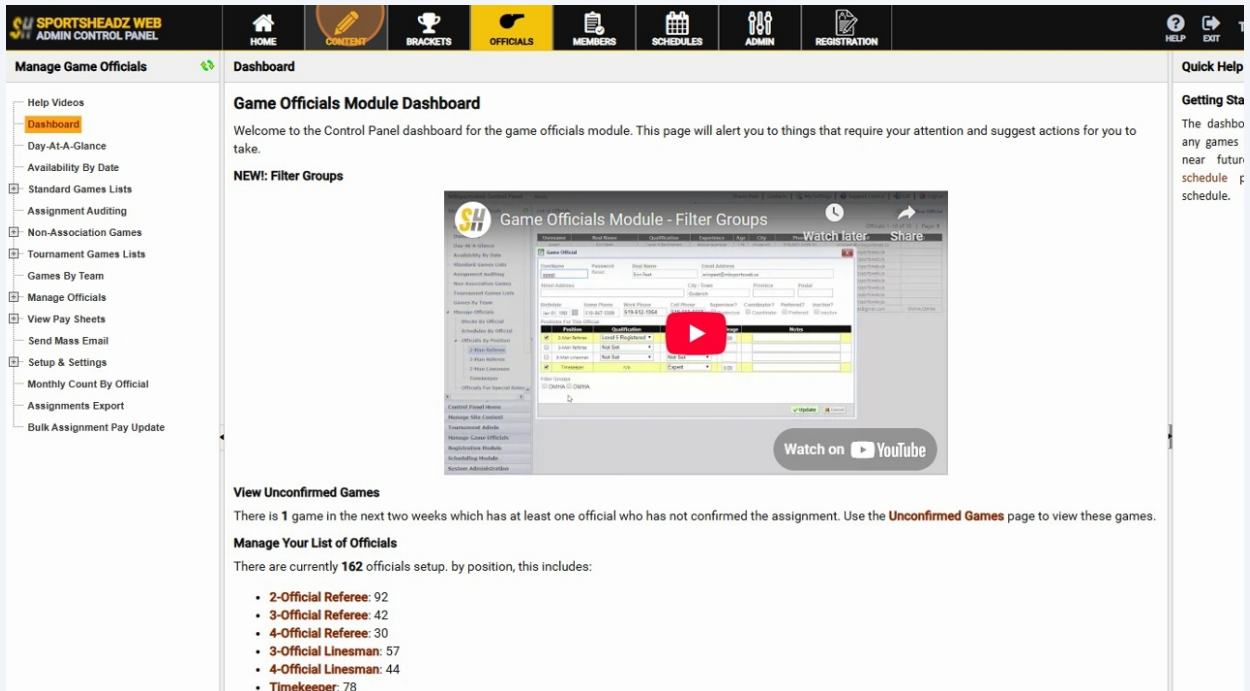 SPORTSHEADZ WEB
ADMIN CONTROL PANEL
HOME
CONTENT
BRACKETS
OFFICIALS
MEMBERS
SCHEDULES
ADMIN
REGISTRATION
HELP
EXIT
Manage Game Officials
Dashboard
Quick Help
Help Videos
Dashboard
Day-At-A-Glance
Availability By Date
Standard Games Lists
Assignment Auditing
Non-Association Games
Tournament Games Lists
Games By Team
Manage Officials
View Pay Sheets
Send Mass Email
Setup & Settings
Monthly Count By Official
Assignments Export
Bulk Assignment Pay Update
Game Officials Module Dashboard
Welcome to the Control Panel dashboard for the game officials module. This page will alert you to things that require your attention and suggest actions for you to
take.
NEW!: Filter Groups
SH Game Officials Module - Filter Groups
Watch later
Share
Watch on YouTube
View Unconfirmed Games
There is 1 game in the next two weeks which has at least one official who has not confirmed the assignment. Use the Unconfirmed Games page to view these games.
Manage Your List of Officials
There are currently 162 officials setup. by position, this includes:
• 2-Official Referee: 92
• 3-Official Referee: 42
• 4-Official Referee: 30
• 3-Official Linesman: 57
• 4-Official Linesman: 44
• Timekeeper: 78
Getting Sta
The dashbo
any games
near futur
schedule p
schedule.